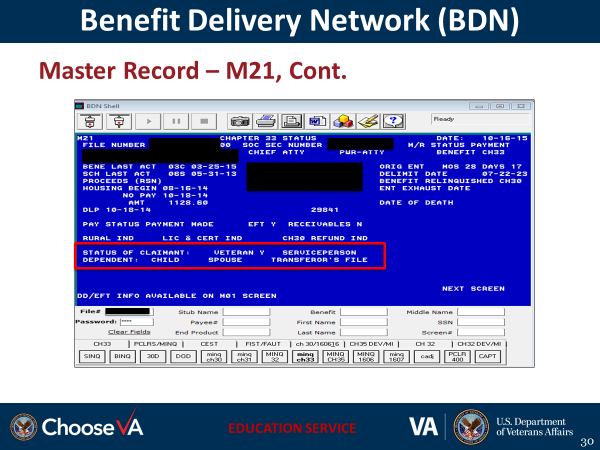 Benefit Delivery Network (BDN)
Master Record – M21, Cont.
BDN Shell
Ready
M21 CHAPTER 33 STATUS DATE: 10-16-15
FILE NUMBER 00 SOC SEC NUMBER M/R STATUS PAYMENT
CHIEF ATTY PWR-ATTY BENEFIT CH33
BENE LAST ACT 03C 03-25-15 ORIG ENT MOS 28 DAYS 17
SCH LAST ACT 06S 05-31-13 DELIMIT DATE 07-22-23
PROCEEDS (RSN) BENEFIT RELINQUISHED CH30
HOUSING BEGIN 08-16-14 ENT EXHAUST DATE
NO PAY 10-18-14
AMT 1128.60 DATE OF DEATH
DLP 10-18-14 29841
PAY STATUS PAYMENT MADE EFT Y RECEIVABLES N
RURAL IND LIC & CERT IND CH30 REFUND IND
STATUS OF CLAIMANT: VETERAN Y SERVICEPERSON
DEPENDENT: CHILD SPOUSE TRANSFEROR'S FILE
NEXT SCREEN
DD/EFT INFO AVAILABLE ON M01 SCREEN
File# Stub Name Benefit Middle Name
Password: **** Payee# First Name SSN
Clear Fields End Product Last Name Screen#
CH33 PCLRS/MINQ CEST FIST/FAUT ch 30/1606|S CH35 DEV/MI CH 32 CH32 DEV/MI
SINQ BINQ 30D DOD minq ch30 minq ch31 MINQ 32 minq ch33 MINQ CH35 MINQ 1606 minq 1607 cadj PCLR 400 CAPT
ChooseVA
EDUCATION SERVICE
VA
U.S. Department
of Veterans Affairs
30